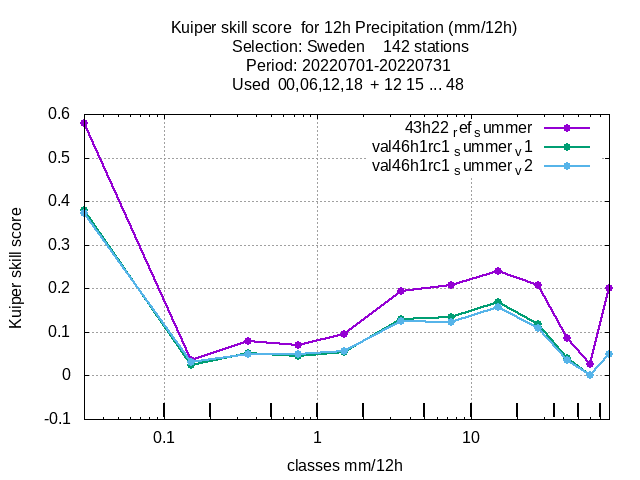 Kuiper skill score  for 12h Precipitation (mm/12h)
Selection: Sweden    142 stations
Period: 20220701-20220731
Used  00,06,12,18  + 12 15 ... 48
43h22 ref summer
val46h1rc1 summer v1
val46h1rc1 summer v2
0.6
0.5
0.4
0.3
0.2
0.1
0
-0.1
Kuiper skill score
0.1 1 10
classes mm/12h